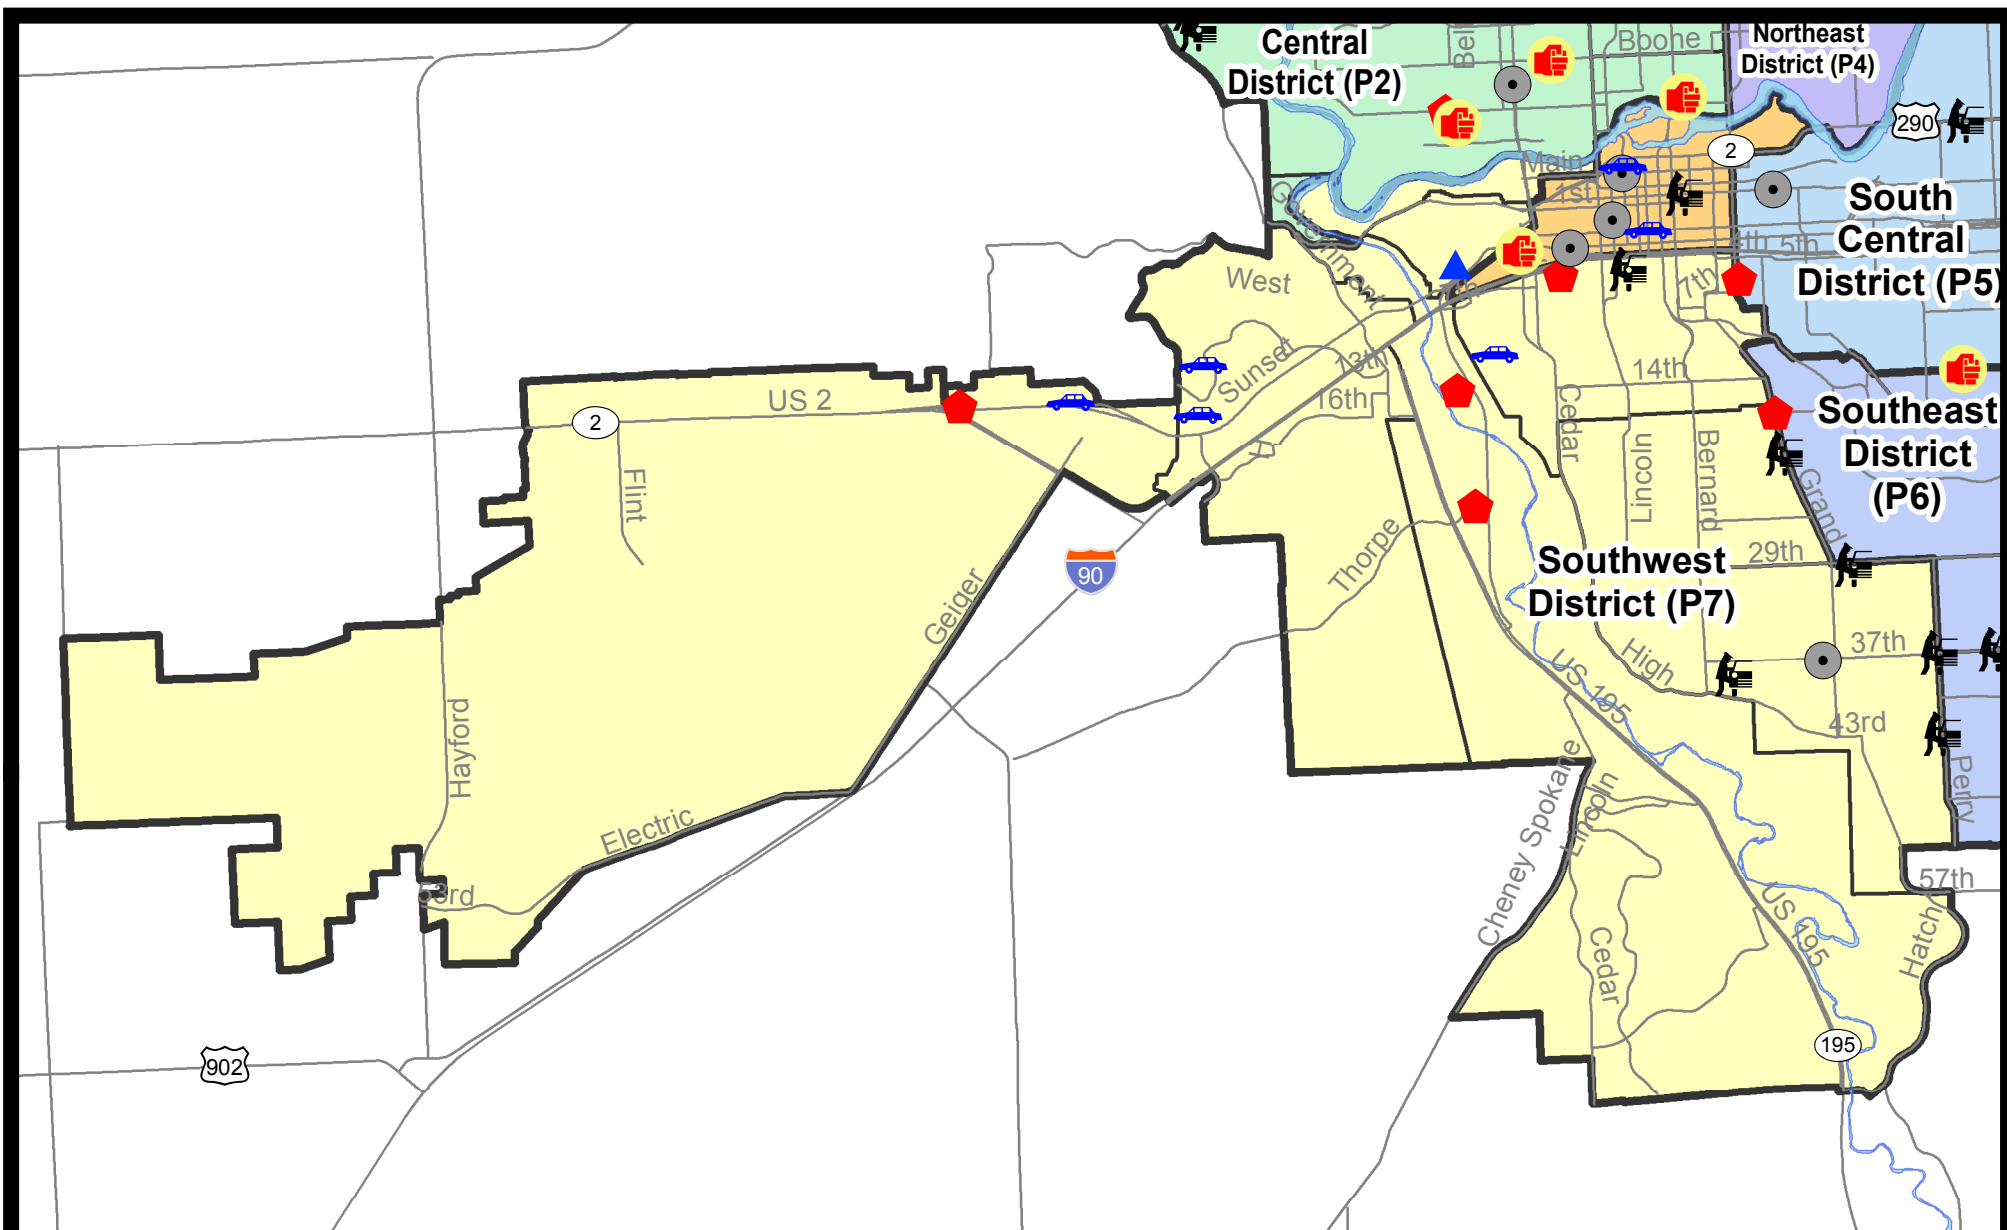 Central
District (P2)
Bel
Boone
Northeast
District (P4)
290
2
Main
1st
South
Central
District (P5)
Government
5th
7th
West
Sunset
13th
16th
14th
US 2
2
Flint
Cedar
Lincoln
Bernard
Grand
Southeast
District
(P6)
29th
Thorpe
90
Geiger
Southwest
District (P7)
High
37th
US 195
43rd
Hayford
Electric
53rd
Cheney Spokane
Lincoln
Perry
57th
Cedar
US 195
Hatch
195
902